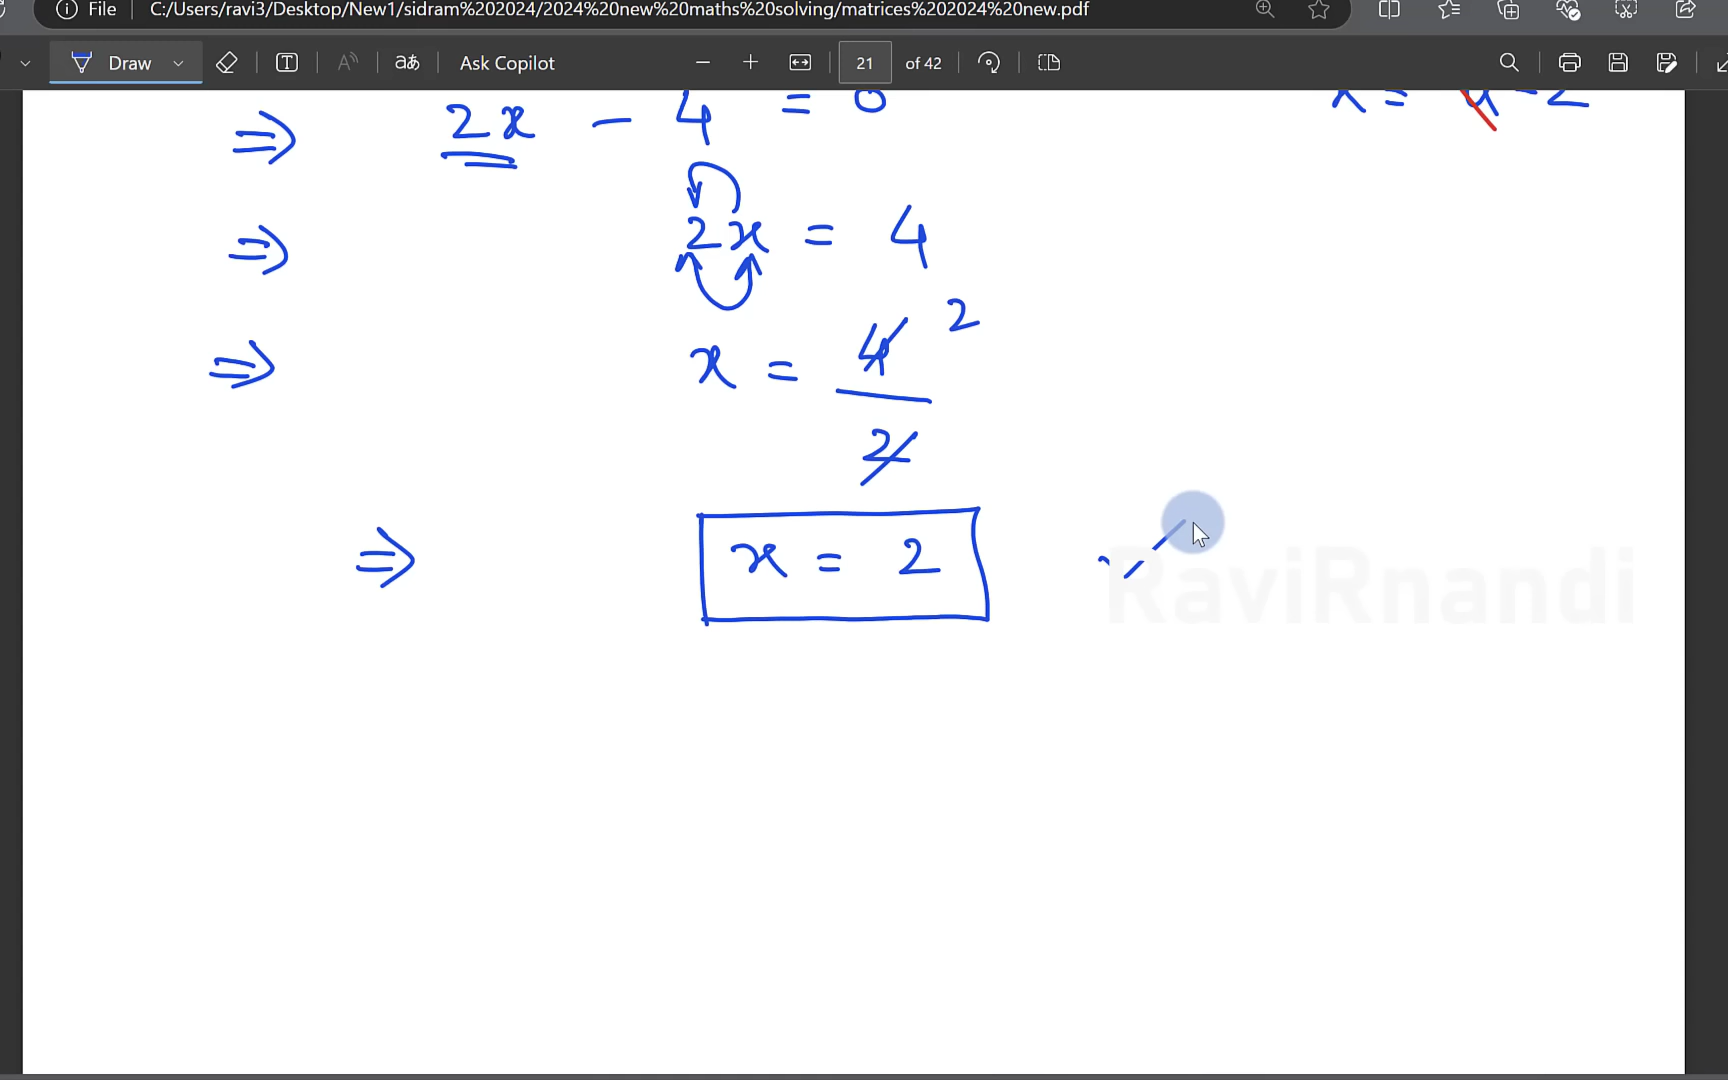 File C:/Users/ravi3/Desktop/New1/sidram%202024/2024%20new%20maths%20solving/matrices%202024%20new.pdf
Draw Ask Copilot 21 of 42
⇒ 2x - 4 = 0
⇒ 2x = 4
⇒ x = 4/2 2
⇒ x = 2
RaviRnandi